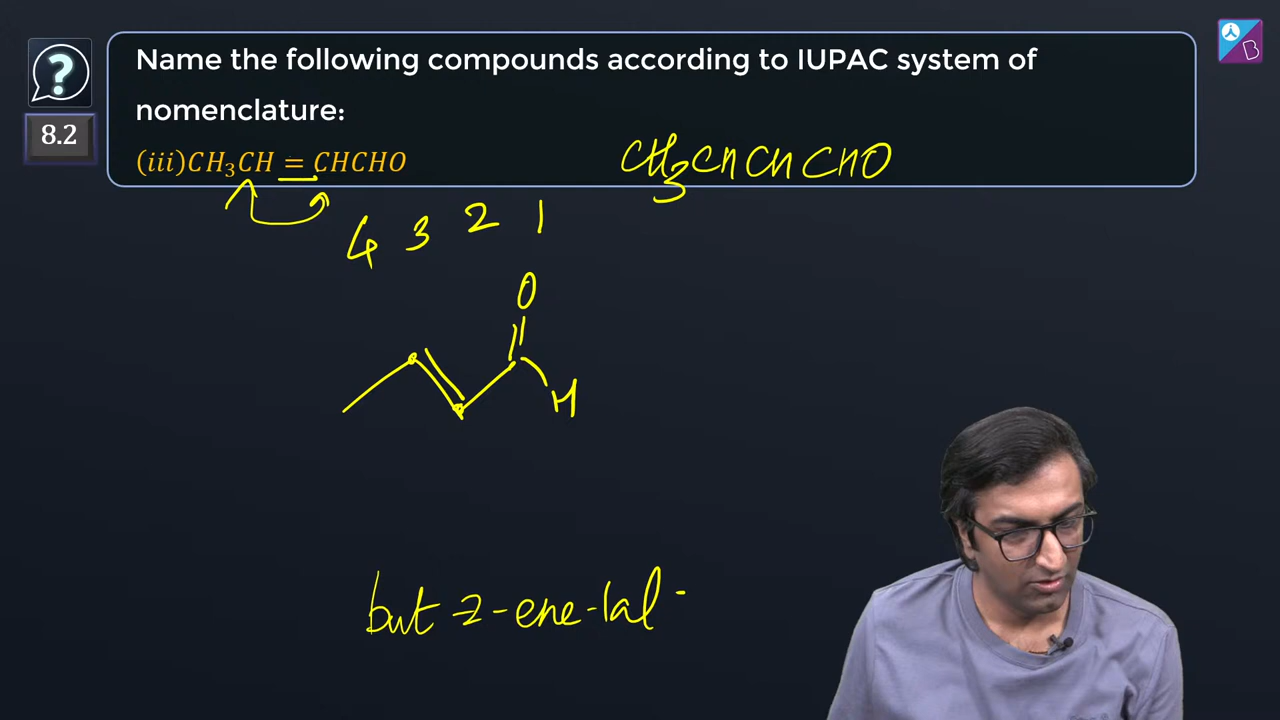 ?
8.2
Name the following compounds according to IUPAC system of
nomenclature:
(iii)CH₃CH = CHCHO
CH3CHCHCHO
4 3 2 1
O
H
but-2-ene-1al-
B